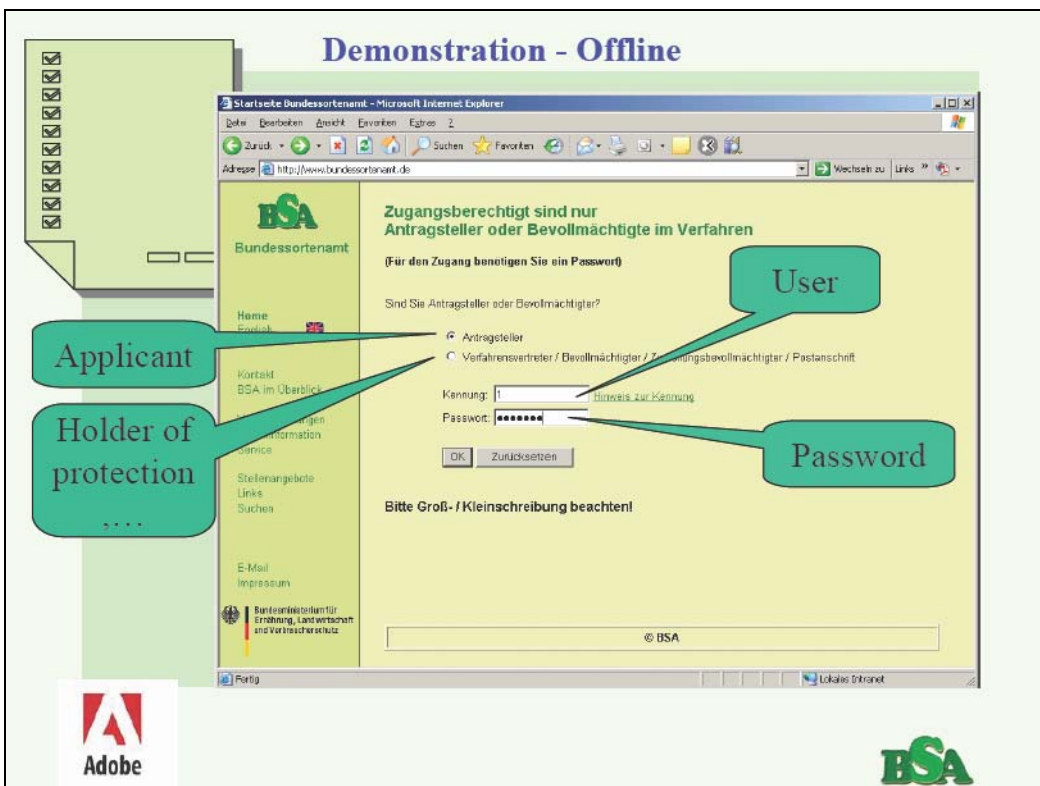 Demonstration - Offline
Startseite Bundessortenamt - Microsoft Internet Explorer
Datei Bearbeiten Ansicht Favoriten Extras ?
Zurück Suchen Favoriten
Adresse http://www.bundessortenamt.de Wechseln zu Links »
BSA
Bundessortenamt
Zugangsberechtigt sind nur
Antragsteller oder Bevollmächtigte im Verfahren
(Für den Zugang benötigen Sie ein Passwort)
User
Sind Sie Antragsteller oder Bevollmächtigter?
Home
English
Antragsteller
Applicant
Verfahrensvertreter / Bevollmächtigter / Zustellungsbevollmächtigter / Postanschrift
Kontakt
BSA im Überblick
Kennung: 1 Hinweis zur Kennung
Passwort:
Holder of
protection
,...
Service
OK Zurücksetzen
Password
Stellenangebote
Links
Suchen
Bitte Groß- / Kleinschreibung beachten!
E-Mail
Impressum
Bundesministerium für
Ernährung, Landwirtschaft
und Verbraucherschutz
© BSA
Fertig Lokales Intranet
Adobe
BSA